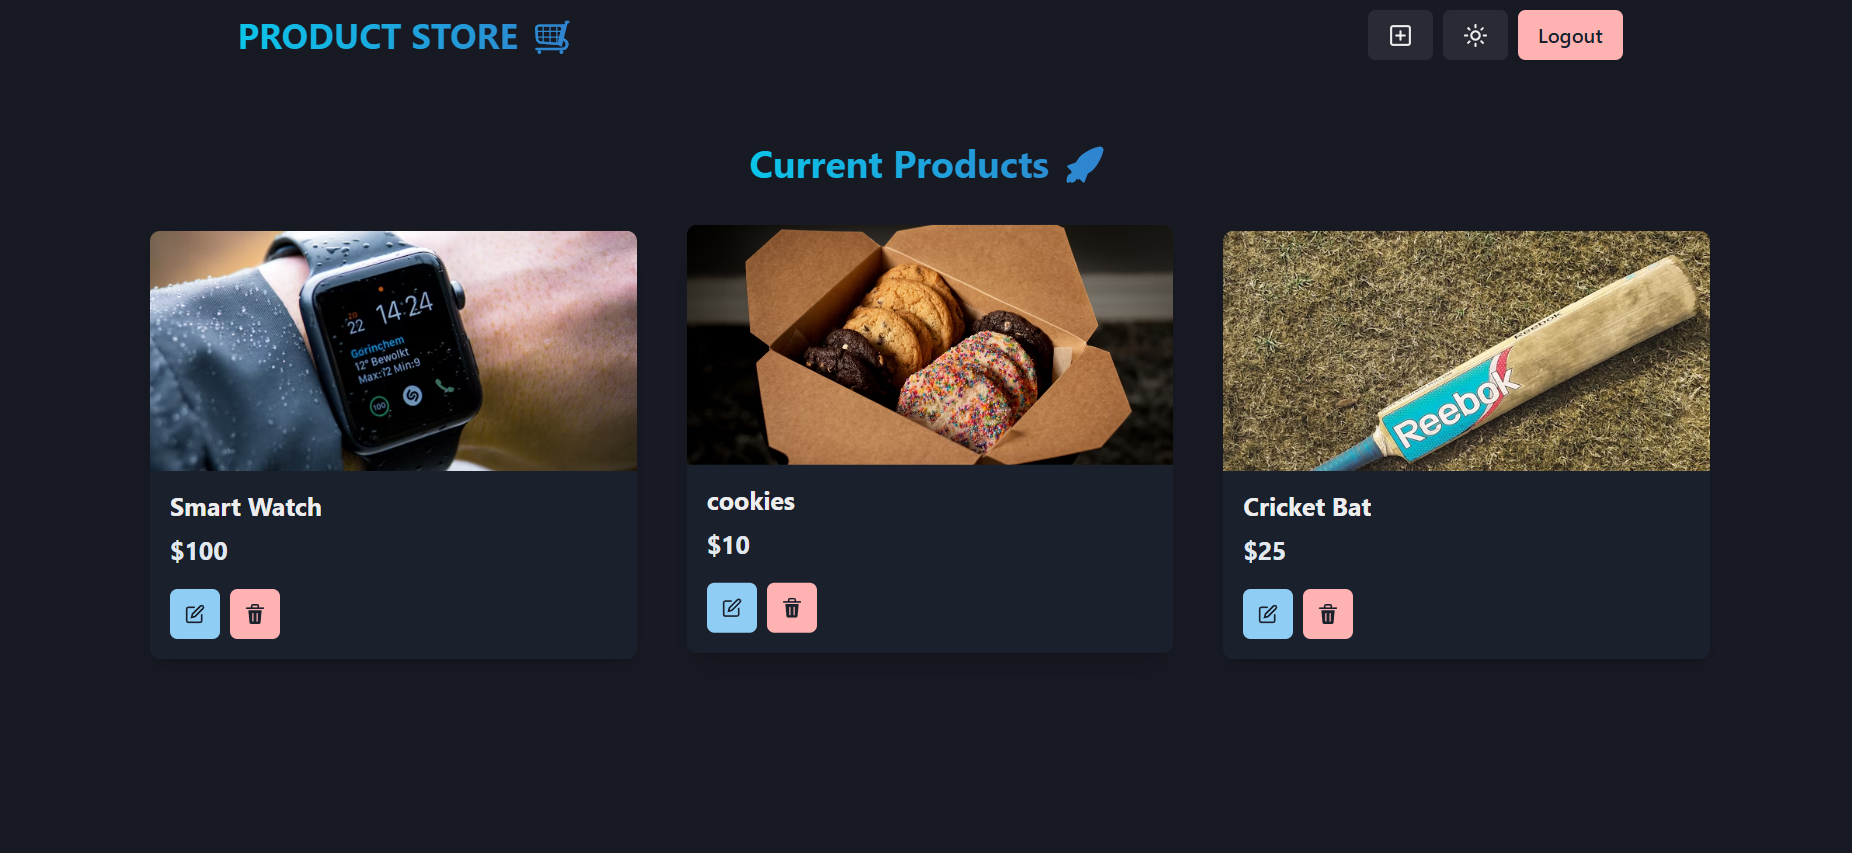 PRODUCT STORE
Logout
Current Products
ZO
22 14:24
Gorinchem
12° Bewolkt
Max:12 Min:9
100
Reebok
Reebok
Smart Watch
$100
cookies
$10
Cricket Bat
$25